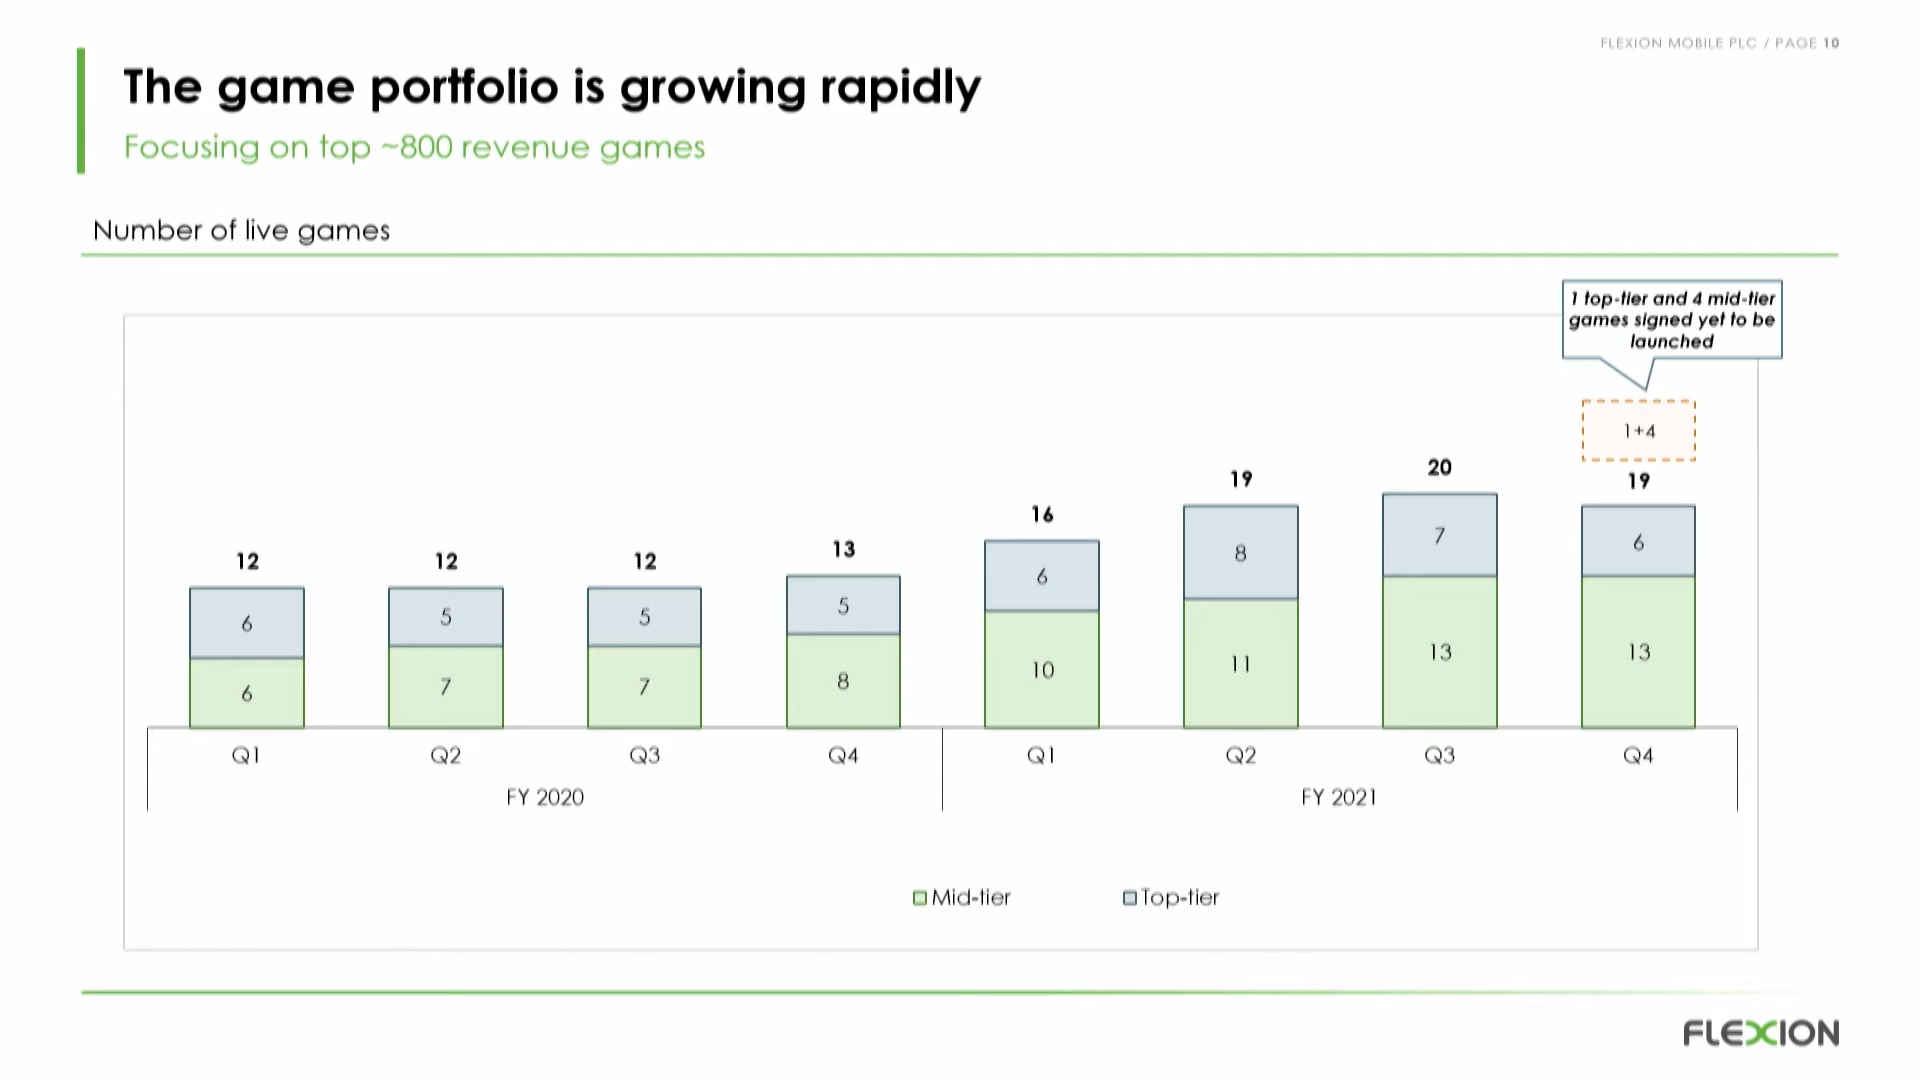 FLEXION MOBILE PLC / PAGE 10
The game portfolio is growing rapidly
Focusing on top ~800 revenue games
Number of live games
1 top-tier and 4 mid-tier
games signed yet to be
launched
1+4
12 12 12 13 16 19 20 19
6 5 5 5 6 8 7 6
6 7 7 8 10 11 13 13
Q1 Q2 Q3 Q4 Q1 Q2 Q3 Q4
FY 2020 FY 2021
Mid-tier Top-tier
FLEXION